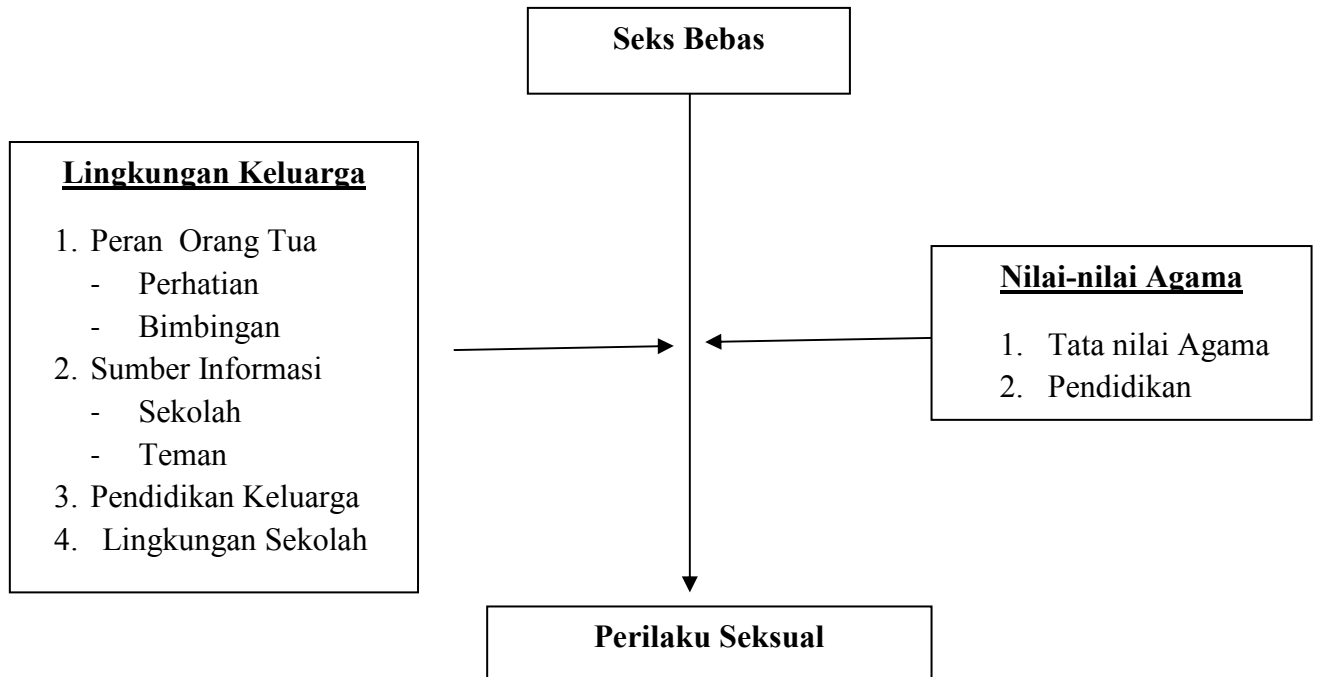 Seks Bebas
Lingkungan Keluarga
1. Peran Orang Tua
- Perhatian
- Bimbingan
2. Sumber Informasi
- Sekolah
- Teman
3. Pendidikan Keluarga
4. Lingkungan Sekolah
Nilai-nilai Agama
1. Tata nilai Agama
2. Pendidikan
Perilaku Seksual